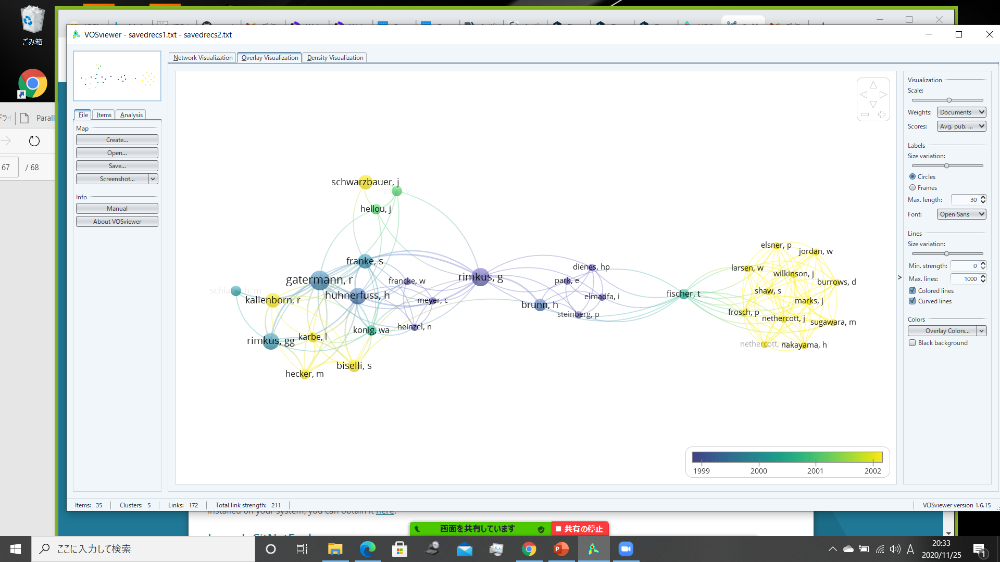 ごみ箱
Parall
67 / 68
VOSviewer - savedrecs1.txt - savedrecs2.txt
Network Visualization
Overlay Visualization
Density Visualization
File
Items
Analysis
Map
Create...
Open...
Save...
Screenshot...
Info
Manual
About VOSviewer
schwarzbauer, j
hellou, j
franke, s
gatermann, r
francke, w
rimkus, g
dienes, hp
park, e
huhnerfuss, h
meyer, c
elmadfa, i
kallenborn, r
brunn, h
steinberg, p
fischer, t
konig, wa
heinzel, n
rimkus, gg
karbe, l
biselli, s
hecker, m
elsner, p
jordan, w
larsen, w
wilkinson, j
burrows, d
shaw, s
marks, j
frosch, p
nethercott, j
sugawara, m
nethercott,
nakayama, h
1999
2000
2001
2002
Visualization
Scale:
Weights: Documents
Scores: Avg. pub. ...
Labels
Size variation:
Circles
Frames
Max. length: 30
Font: Open Sans
Lines
Size variation:
Min. strength: 0
Max. lines: 1000
Colored lines
Curved lines
Colors
Overlay Colors...
Black background
>
Items: 35
Clusters: 5
Links: 172
Total link strength: 211
VOSviewer version 1.6.15
installed on your system, you can obtain it here.
画面を共有しています
共有の停止
ここに入力して検索
A
20:33
2020/11/25
1